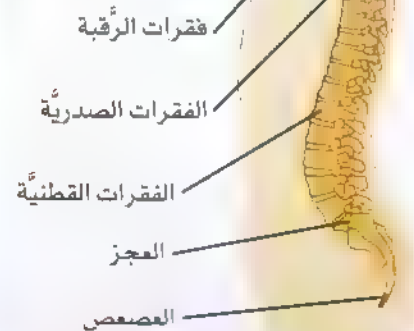 فقرات الرَّقبة
الفقرات الصدريَّة
الفقرات القطنيَّة
العجز
العصعص